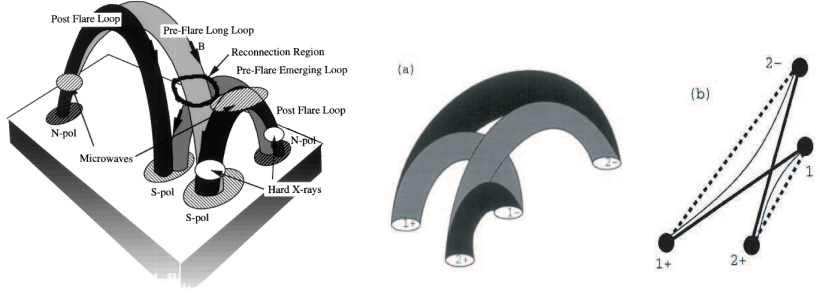 Post Flare Loop
Pre-Flare Long Loop
B
Reconnection Region
Pre-Flare Emerging Loop
Post Flare Loop
N-pol
N-pol
Microwaves
S-pol
Hard X-rays
S-pol
(a)
2-
1+
1-
2+
(b)
2-
1
1+
2+